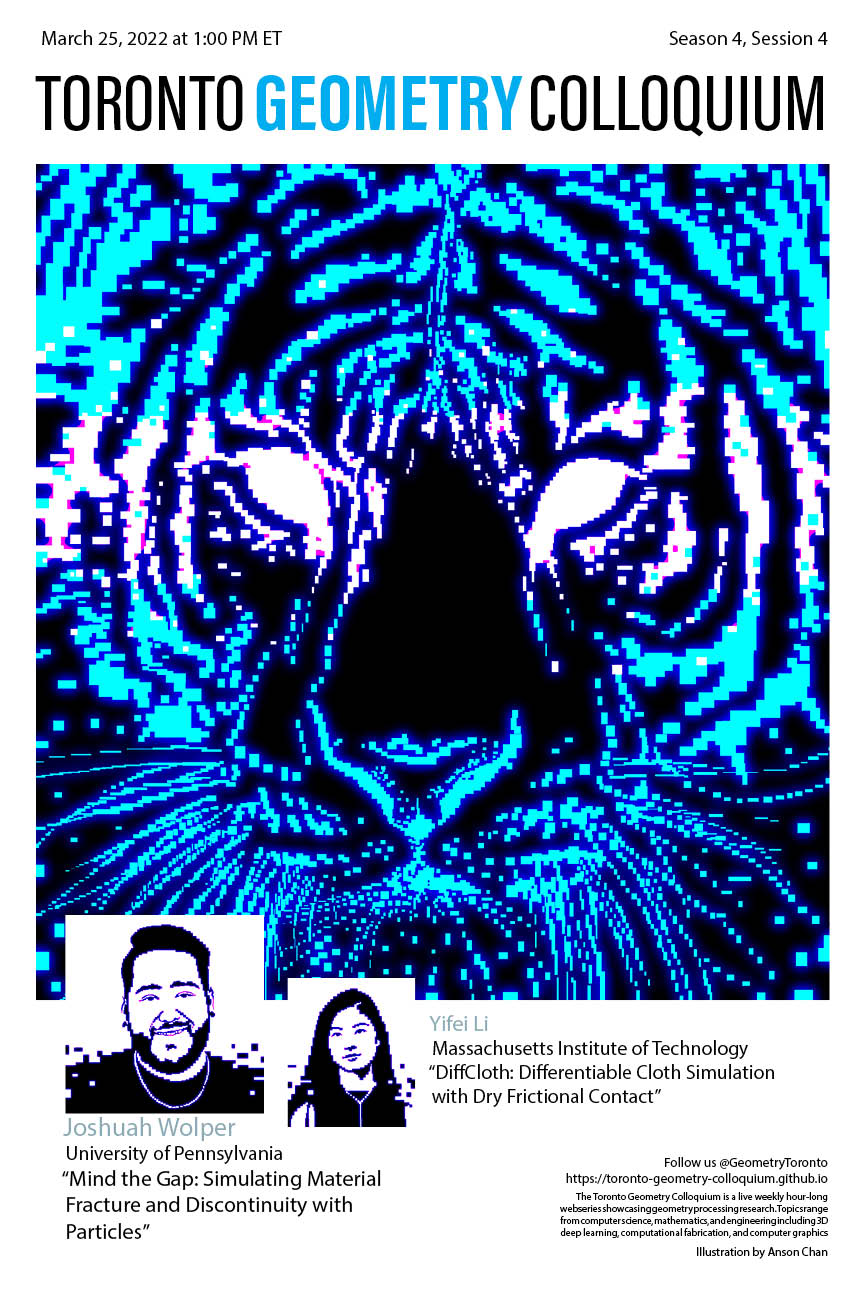 March 25, 2022 at 1:00 PM ET
Season 4, Session 4
TORONTO GEOMETRY COLLOQUIUM
Yifei Li
Massachusetts Institute of Technology
“DiffCloth: Differentiable Cloth Simulation
with Dry Frictional Contact”
Joshuah Wolper
University of Pennsylvania
“Mind the Gap: Simulating Material
Fracture and Discontinuity with
Particles”
Follow us @GeometryToronto
https://toronto-geometry-colloquium.github.io
The Toronto Geometry Colloquium is a live weekly hour-long
webseries showcasing geometry processing research. Topics range
from computer science, mathematics, and engineering including 3D
deep learning, computational fabrication, and computer graphics
Illustration by Anson Chan